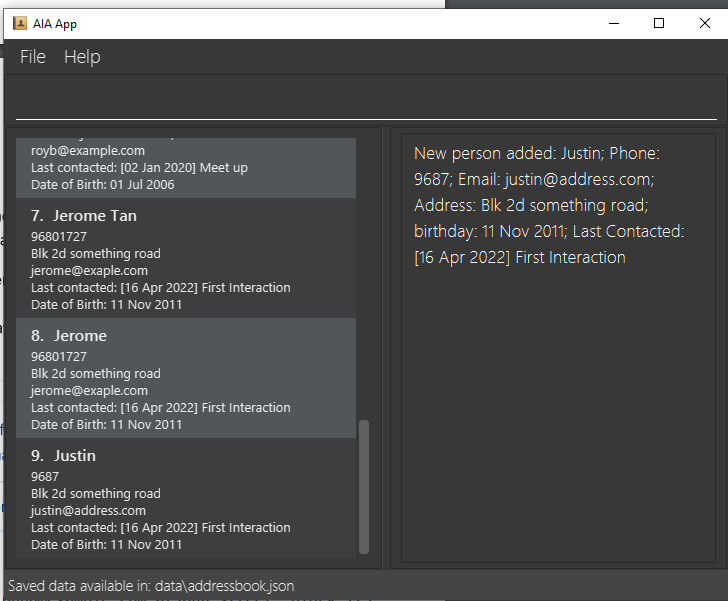 AIA App
File Help
royb@example.com
Last contacted: [02 Jan 2020] Meet up
Date of Birth: 01 Jul 2006
7. Jerome Tan
96801727
Blk 2d something road
jerome@exaple.com
Last contacted: [16 Apr 2022] First Interaction
Date of Birth: 11 Nov 2011
8. Jerome
96801727
Blk 2d something road
jerome@exaple.com
Last contacted: [16 Apr 2022] First Interaction
Date of Birth: 11 Nov 2011
9. Justin
9687
Blk 2d something road
justin@address.com
Last contacted: [16 Apr 2022] First Interaction
Date of Birth: 11 Nov 2011
New person added: Justin; Phone:
9687; Email: justin@address.com;
Address: Blk 2d something road;
birthday: 11 Nov 2011; Last Contacted:
[16 Apr 2022] First Interaction
Saved data available in: data\addressbook.json